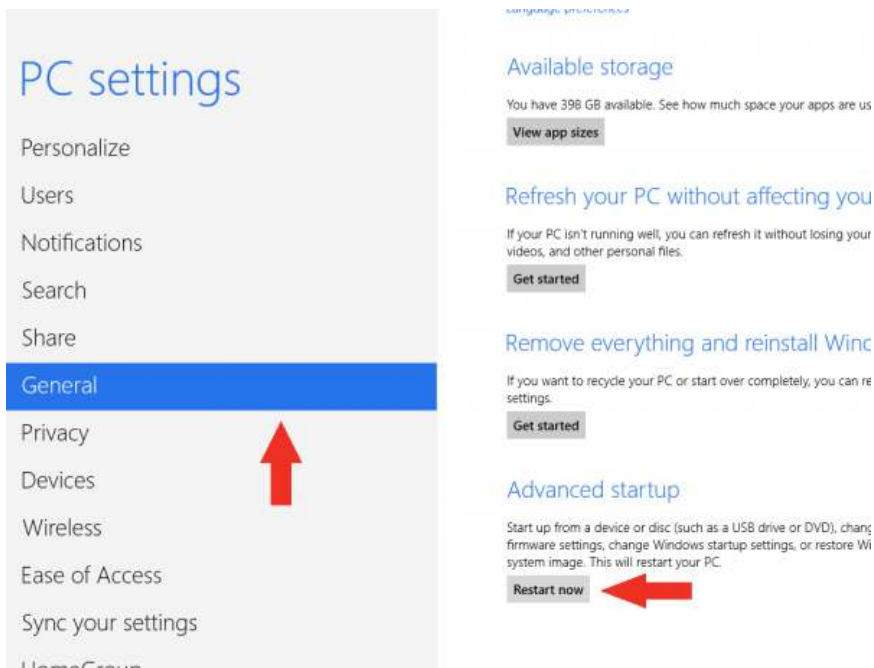 PC settings
Personalize
Users
Notifications
Search
Share
General
Privacy
Devices
Wireless
Ease of Access
Sync your settings
HomeGroup
Language preferences
Available storage
You have 398 GB available. See how much space your apps are us
View app sizes
Refresh your PC without affecting you
If your PC isn't running well, you can refresh it without losing your
videos, and other personal files.
Get started
Remove everything and reinstall Wind
If you want to recycle your PC or start over completely, you can re
settings.
Get started
Advanced startup
Start up from a device or disc (such as a USB drive or DVD), chang
firmware settings, change Windows startup settings, or restore Wi
system image. This will restart your PC.
Restart now